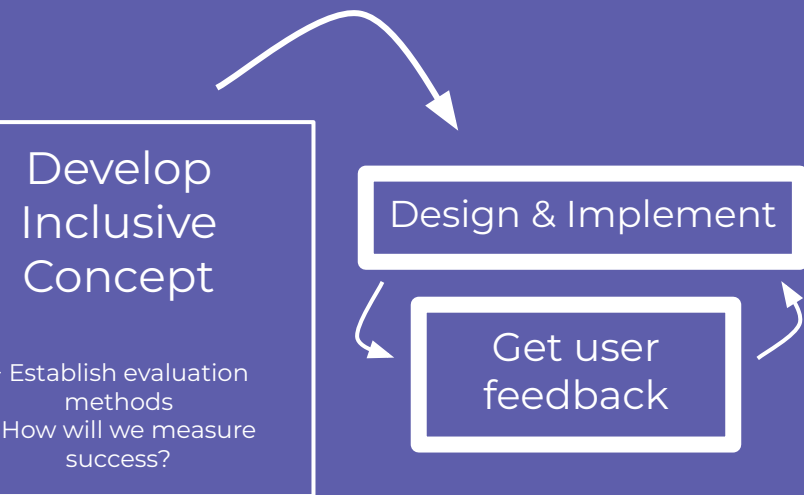 Develop
Inclusive
Concept
- Establish evaluation
methods
How will we measure
success?
Design & Implement
Get user
feedback